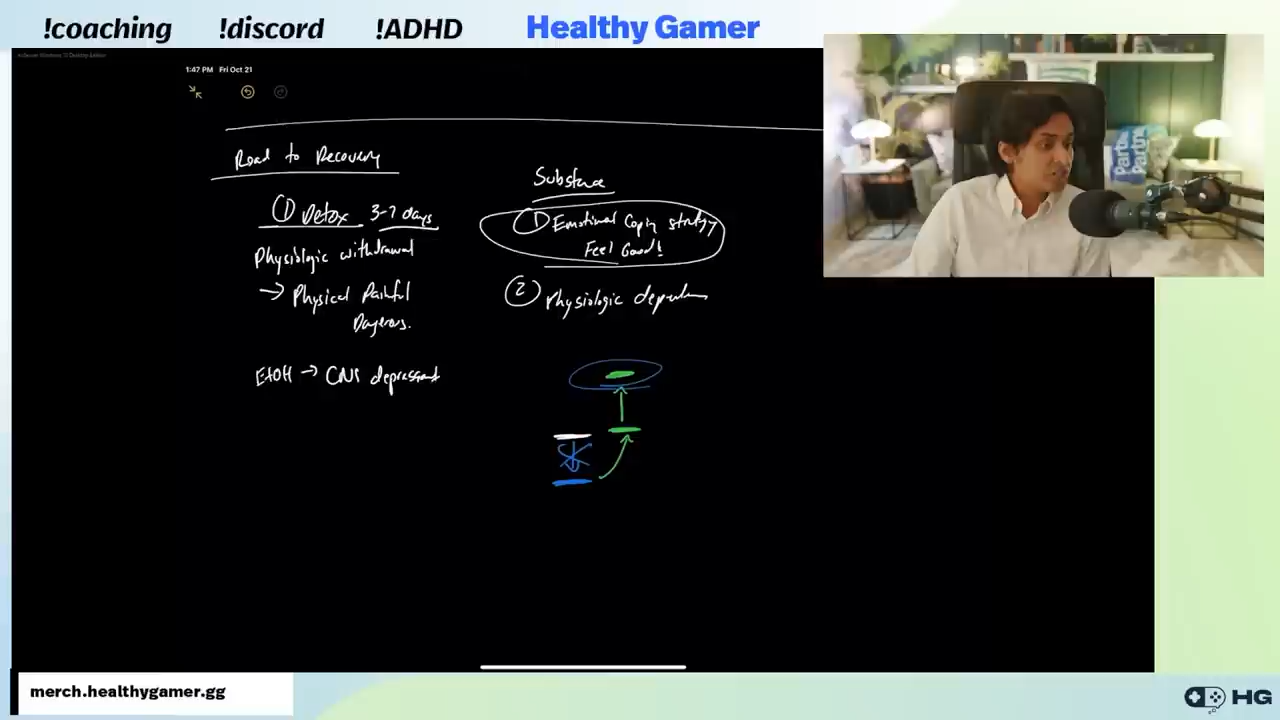 !coaching !discord !ADHD Healthy Gamer
1:47 PM Fri Oct 21
Road to Recovery
① Detox 3-7 days
Physiologic withdrawal
→ Physical Painful
Dangerous.
EtOH → CNS depressant
Substance
① Emotional Coping strategy
Feel Good!
② Physiologic
merch.healthygamer.gg
HG